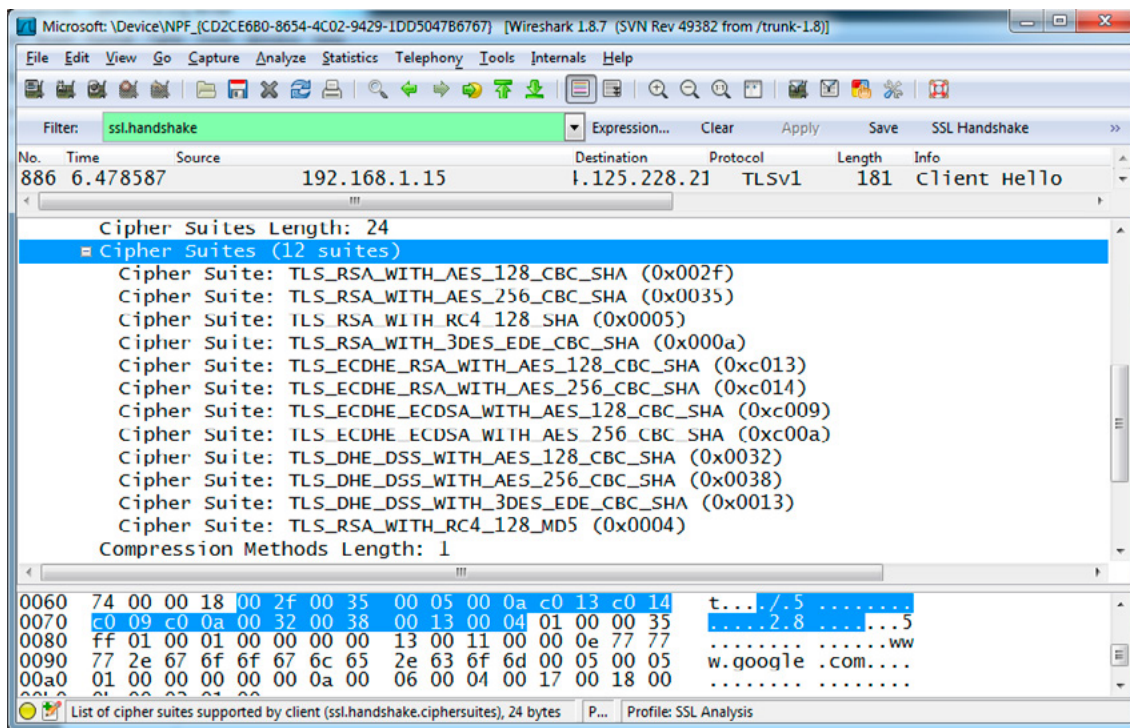 Microsoft: \Device\NPF_{CD2CE6B0-8654-4C02-9429-1DD5047B6767} [Wireshark 1.8.7 (SVN Rev 49382 from /trunk-1.8)]
File Edit View Go Capture Analyze Statistics Telephony Tools Internals Help
Filter: ssl.handshake Expression... Clear Apply Save SSL Handshake »
No. Time Source Destination Protocol Length Info
886 6.478587 192.168.1.15 4.125.228.21 TLSv1 181 Client Hello
Cipher Suites Length: 24
Cipher Suites (12 suites)
Cipher Suite: TLS_RSA_WITH_AES_128_CBC_SHA (0x002f)
Cipher Suite: TLS_RSA_WITH_AES_256_CBC_SHA (0x0035)
Cipher Suite: TLS_RSA_WITH_RC4_128_SHA (0x0005)
Cipher Suite: TLS_RSA_WITH_3DES_EDE_CBC_SHA (0x000a)
Cipher Suite: TLS_ECDHE_RSA_WITH_AES_128_CBC_SHA (0xc013)
Cipher Suite: TLS_ECDHE_RSA_WITH_AES_256_CBC_SHA (0xc014)
Cipher Suite: TLS_ECDHE_ECDSA_WITH_AES_128_CBC_SHA (0xc009)
Cipher Suite: TLS_ECDHE_ECDSA_WITH_AES_256_CBC_SHA (0xc00a)
Cipher Suite: TLS_DHE_DSS_WITH_AES_128_CBC_SHA (0x0032)
Cipher Suite: TLS_DHE_DSS_WITH_AES_256_CBC_SHA (0x0038)
Cipher Suite: TLS_DHE_DSS_WITH_3DES_EDE_CBC_SHA (0x0013)
Cipher Suite: TLS_RSA_WITH_RC4_128_MD5 (0x0004)
Compression Methods Length: 1
0060 74 00 00 18 00 2f 00 35 00 05 00 0a c0 13 c0 14 t..../.5 ........
0070 c0 09 c0 0a 00 32 00 38 00 13 00 04 01 00 00 35 .....2.8 .......5
0080 ff 01 00 01 00 00 00 00 13 00 11 00 00 0e 77 77 ........ ......ww
0090 77 2e 67 6f 6f 67 6c 65 2e 63 6f 6d 00 05 00 05 w.google .com....
00a0 01 00 00 00 00 00 0a 00 06 00 04 00 17 00 18 00 ........ ........
List of cipher suites supported by client (ssl.handshake.ciphersuites), 24 bytes P... Profile: SSL Analysis